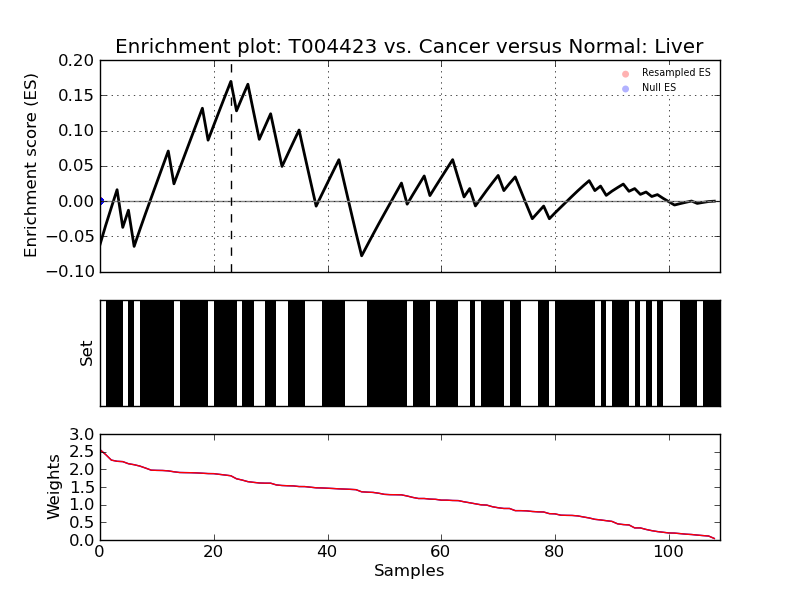 Enrichment plot: T004423 vs. Cancer versus Normal: Liver
Enrichment score (ES)
0.20
0.15
0.10
0.05
0.00
−0.05
−0.10
Resampled ES
Null ES
Set
Weights
3.0
2.5
2.0
1.5
1.0
0.5
0.0
0 20 40 60 80 100
Samples